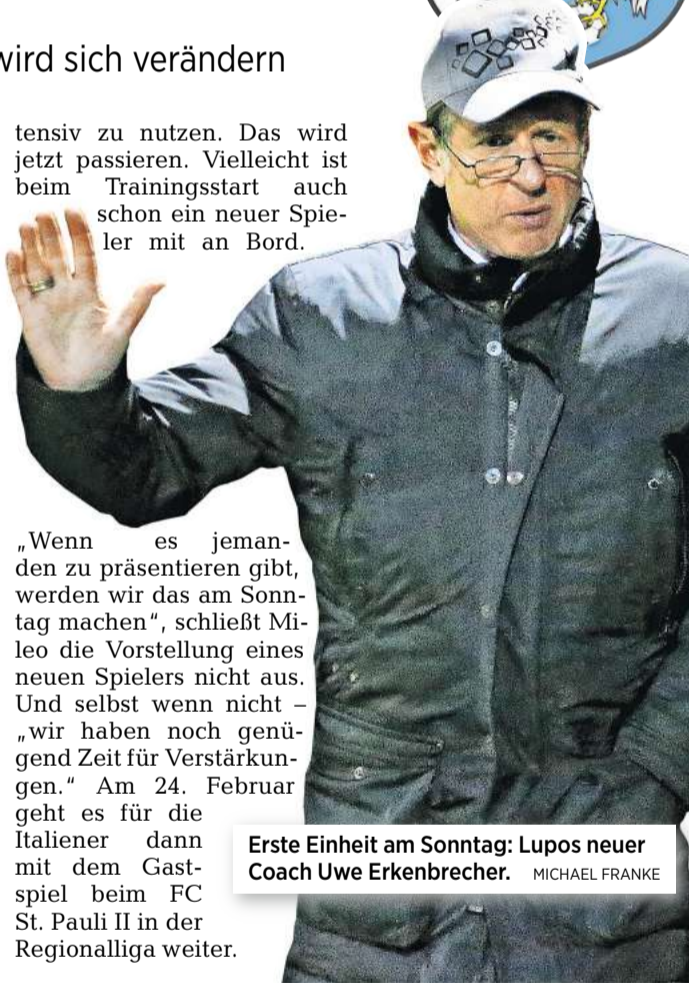 wird sich verändern
tensiv zu nutzen. Das wird
jetzt passieren. Vielleicht ist
beim Trainingsstart auch
schon ein neuer Spie-
ler mit an Bord.
„Wenn es jeman-
den zu präsentieren gibt,
werden wir das am Sonn-
tag machen“, schließt Mi-
leo die Vorstellung eines
neuen Spielers nicht aus.
Und selbst wenn nicht –
„wir haben noch genü-
gend Zeit für Verstärkun-
gen.“ Am 24. Februar
geht es für die
Italiener dann
mit dem Gast-
spiel beim FC
St. Pauli II in der
Regionalliga weiter.
Erste Einheit am Sonntag: Lupos neuer
Coach Uwe Erkenbrecher. MICHAEL FRANKE